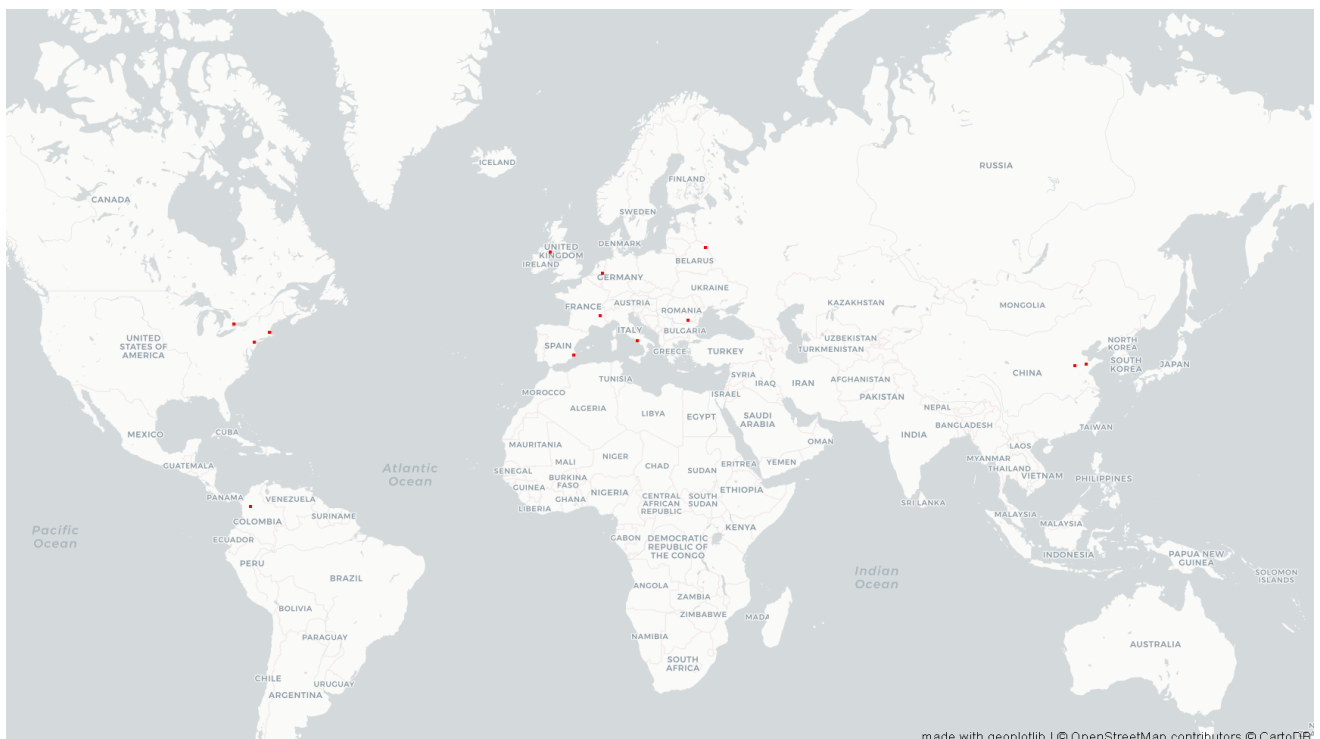 ICELAND
RUSSIA
FINLAND
CANADA
SWEDEN
DENMARK
UNITED
KINGDOM
IRELAND
BELARUS
GERMANY
UKRAINE
FRANCE
AUSTRIA
ROMANIA
KAZAKHSTAN
MONGOLIA
ITALY
BULGARIA
UNITED
STATES OF
AMERICA
SPAIN
GREECE
TURKEY
UZBEKISTAN
TURKMENISTAN
NORTH
KOREA
SOUTH
KOREA
JAPAN
CHINA
TUNISIA
SYRIA
IRAQ
IRAN
AFGHANISTAN
MOROCCO
ISRAEL
PAKISTAN
ALGERIA
LIBYA
EGYPT
SAUDI
ARABIA
NEPAL
BANGLADESH
TAIWAN
MEXICO
CUBA
MAURITANIA
OMAN
INDIA
LAOS
GUATEMALA
Atlantic
Ocean
SENEGAL
MALI
NIGER
CHAD
SUDAN
ERITREA
YEMEN
MYANMAR
THAILAND
VIETNAM
PHILIPPINES
PANAMA
VENEZUELA
GUINEA
BURKINA
FASO
GHANA
NIGERIA
LIBERIA
CENTRAL
AFRICAN
REPUBLIC
SOUTH
SUDAN
ETHIOPIA
SRI LANKA
SURINAME
COLOMBIA
MALAYSIA
MALAYSIA
Pacific
Ocean
ECUADOR
GABON
DEMOCRATIC
REPUBLIC OF
THE CONGO
KENYA
INDONESIA
PAPUA NEW
GUINEA
PERU
BRAZIL
ANGOLA
Indian
Ocean
SOLOMON
ISLANDS
BOLIVIA
ZAMBIA
ZIMBABWE
MADA
PARAGUAY
NAMIBIA
AUSTRALIA
SOUTH
AFRICA
CHILE
URUGUAY
ARGENTINA
made with geoplotlib | © OpenStreetMap contributors © CartoDB